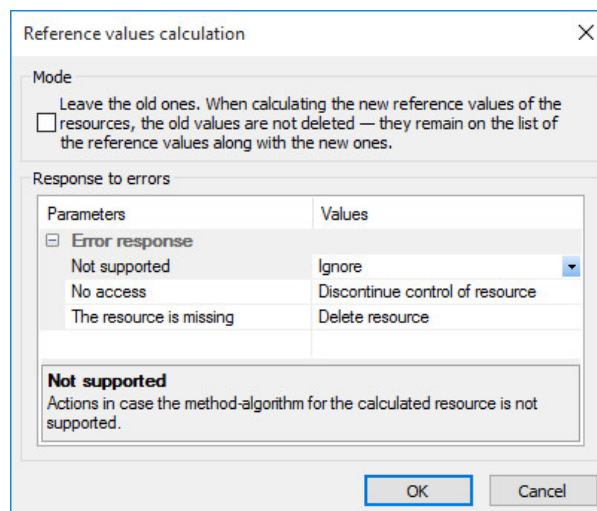 Reference values calculation
Mode
Leave the old ones. When calculating the new reference values of the
resources, the old values are not deleted — they remain on the list of
the reference values along with the new ones.
Response to errors
Parameters Values
Error response
Not supported Ignore
No access Discontinue control of resource
The resource is missing Delete resource
Not supported
Actions in case the method-algorithm for the calculated resource is not
supported.
OK Cancel